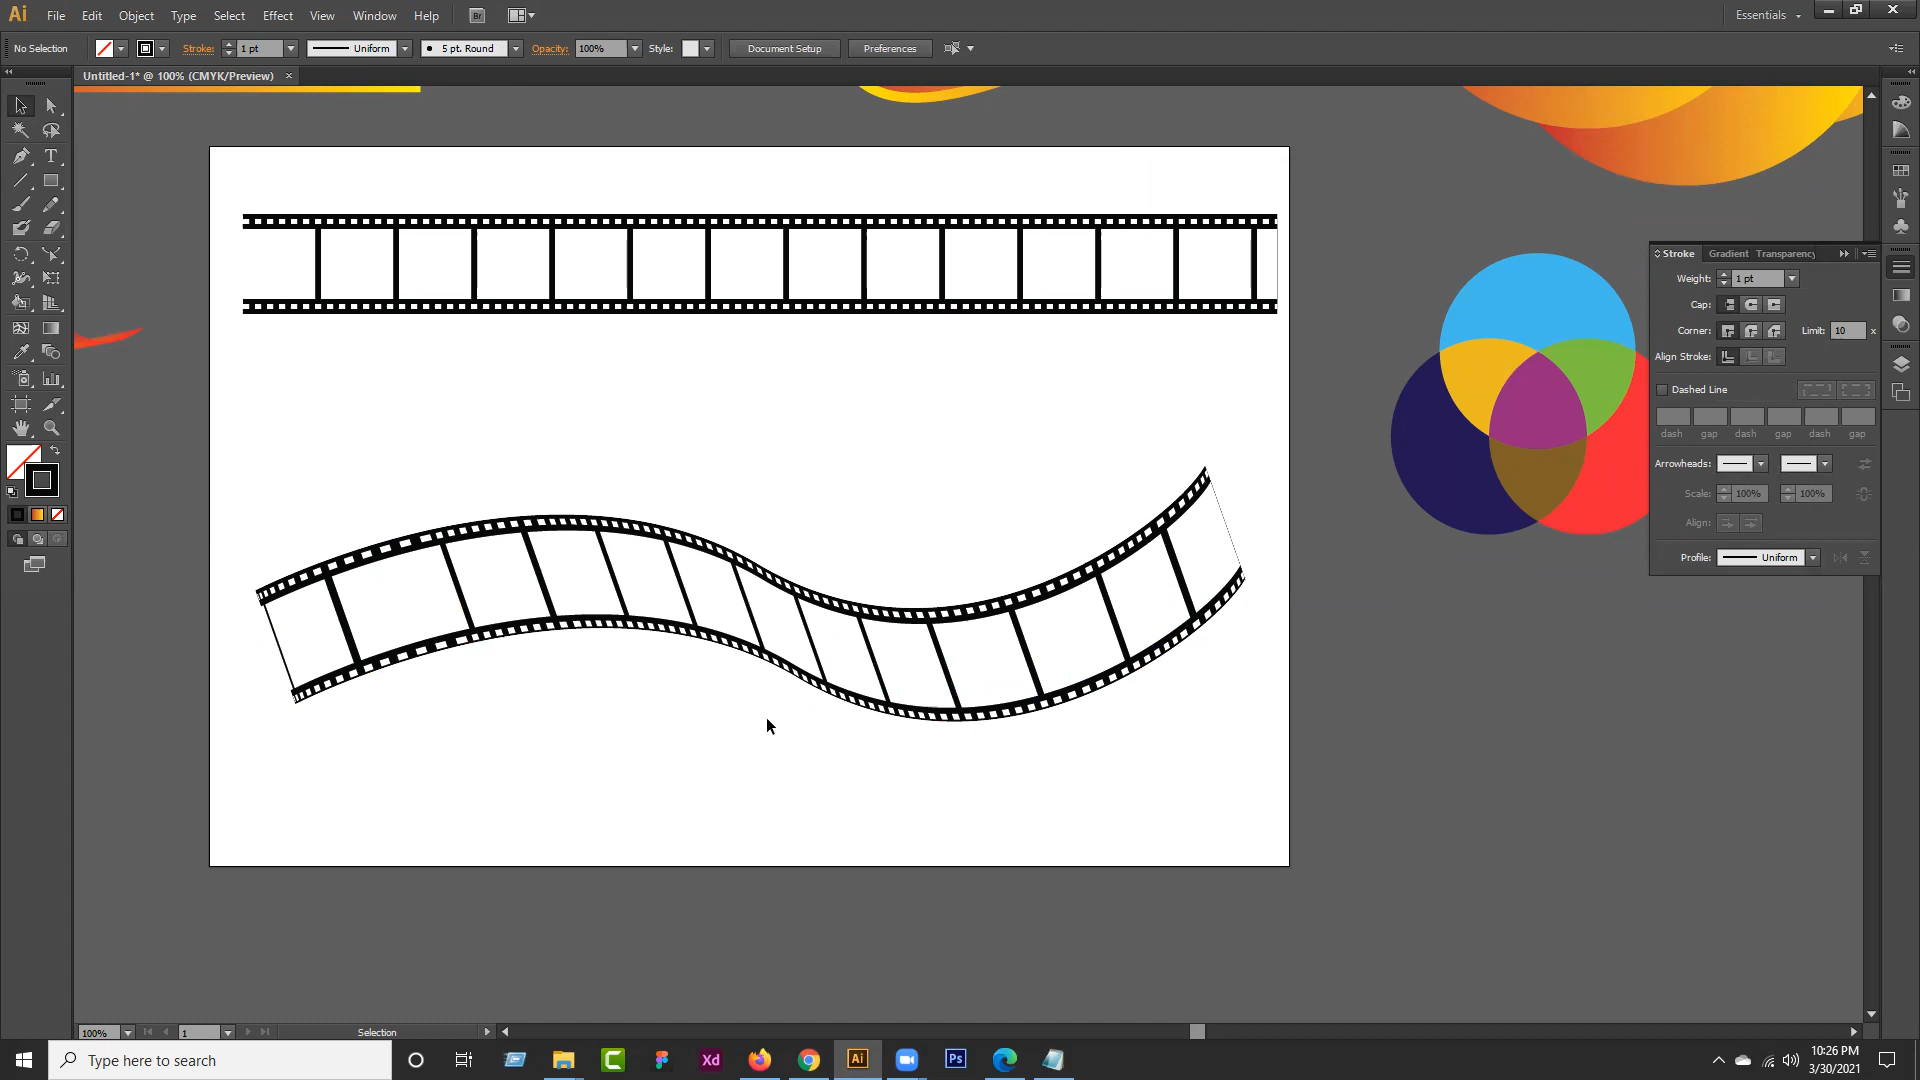 Ai File Edit Object Type Select Effect View Window Help Br Essentials
No Selection Stroke: 1 pt Uniform 5 pt. Round Opacity: 100% Style: Document Setup Preferences
Untitled-1* @ 100% (CMYK/Preview)
T
Stroke Gradient Transparency
Weight: 1 pt
Cap:
Corner: Limit: 10 x
Align Stroke:
Dashed Line
dash gap dash gap dash gap
Arrowheads:
Scale: 100% 100%
Align:
Profile: Uniform
100% 1 Selection
Type here to search
Xd Ai Ps
10:26 PM
3/30/2021